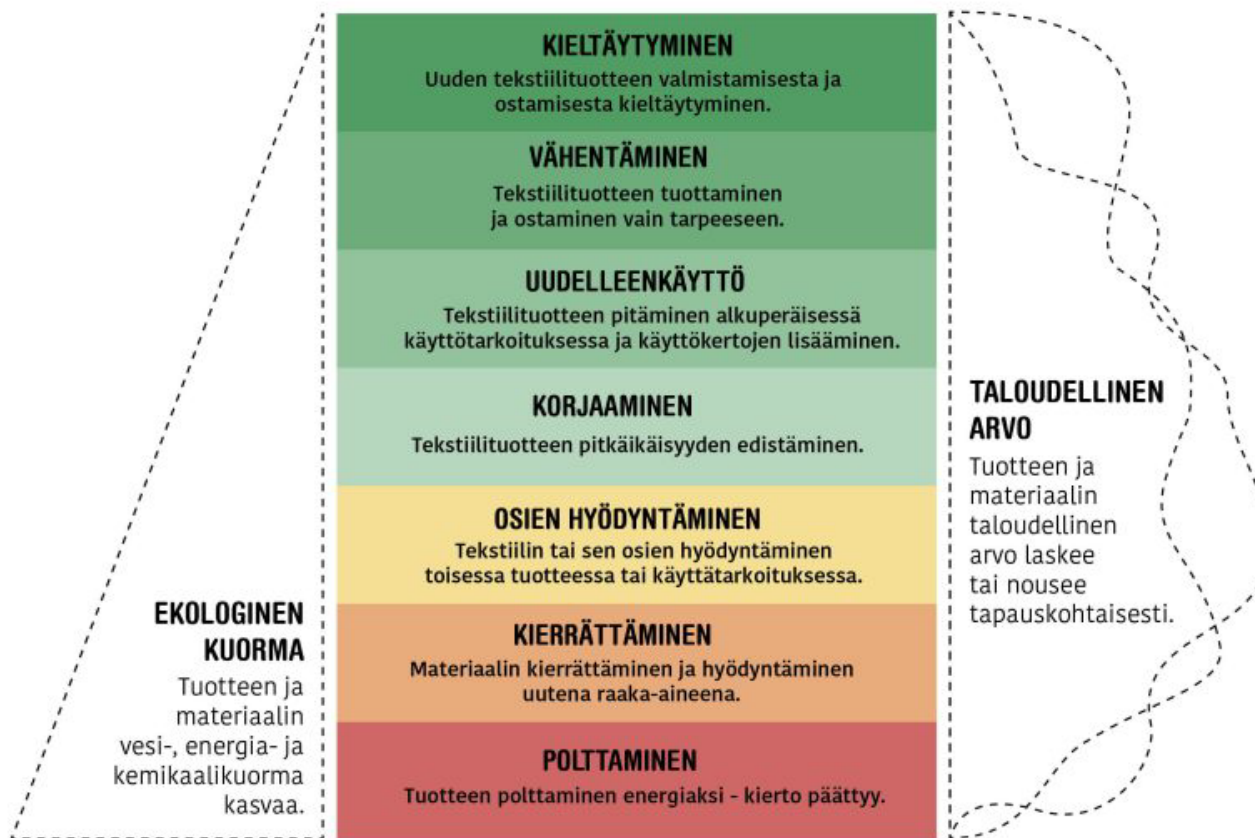 KIELTÄYTYMINEN
Uuden tekstiilituotteen valmistamisesta ja
ostamisesta kieltäytyminen.
VÄHENTÄMINEN
Tekstiilituotteen tuottaminen
ja ostaminen vain tarpeeseen.
UUDELLEENKÄYTTÖ
Tekstiilituotteen pitäminen alkuperäisessä
käyttötarkoituksessa ja käyttökertojen lisääminen.
KORJAAMINEN
Tekstiilituotteen pitkäikäisyyden edistäminen.
OSIEN HYÖDYNTÄMINEN
Tekstiilin tai sen osien hyödyntäminen
toisessa tuotteessa tai käyttätarkoituksessa.
KIERRÄTTÄMINEN
Materiaalin kierrättäminen ja hyödyntäminen
uutena raaka-aineena.
POLTTAMINEN
Tuotteen polttaminen energiaksi - kierto päättyy.
EKOLOGINEN
KUORMA
Tuotteen ja
materiaalin
vesi-, energia- ja
kemikaalikuorma
kasvaa.
TALOUDELLINEN
ARVO
Tuotteen ja
materiaalin
taloudellinen
arvo laskee
tai nousee
tapauskohtaisesti.